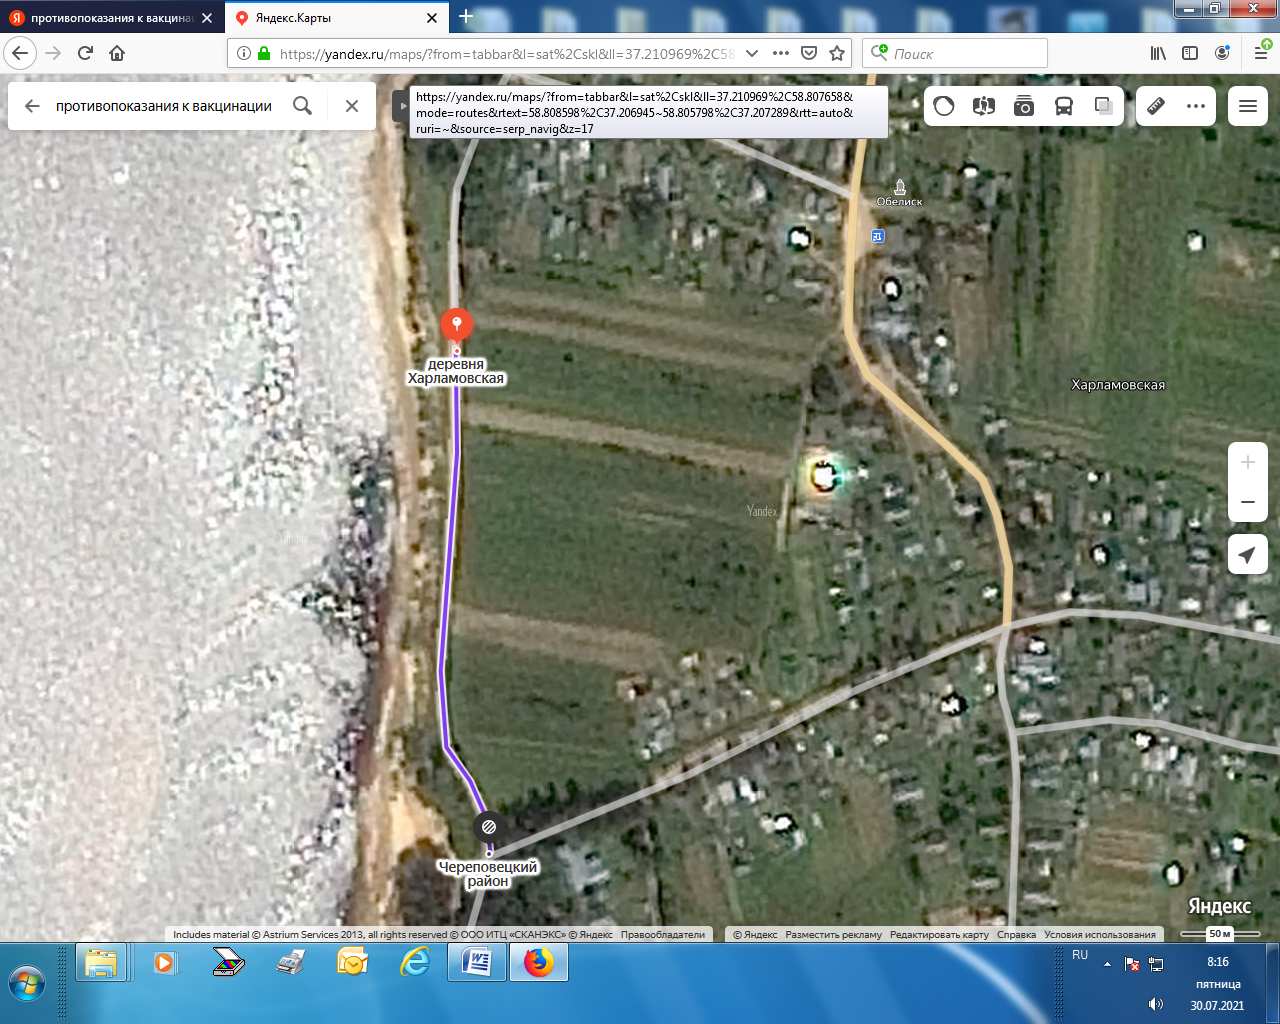 противопоказания к вакцинац
Яндекс.Карты
https://yandex.ru/maps/?from=tabbar&l=sat%2Cskl&ll=37.210969%2C58
Поиск
противопоказания к вакцинации
https://yandex.ru/maps/?from=tabbar&l=sat%2Cskl&ll=37.210969%2C58.807658&
mode=routes&rtext=58.808598%2C37.206945~58.805798%2C37.207289&rtt=auto&
ruri=~&source=serp_navig&z=17
Обелиск
деревня
Харламовская
Харламовская
Yandex
Yandex
Череповецкий
район
Яндекс
Includes material © Astrium Services 2013, all rights reserved © ООО ИТЦ «СКАНЭКС» © Яндекс Правообладатели
© Яндекс Разместить рекламу Редактировать карту Справка Условия использования
50 м
RU
8:16
пятница
30.07.2021